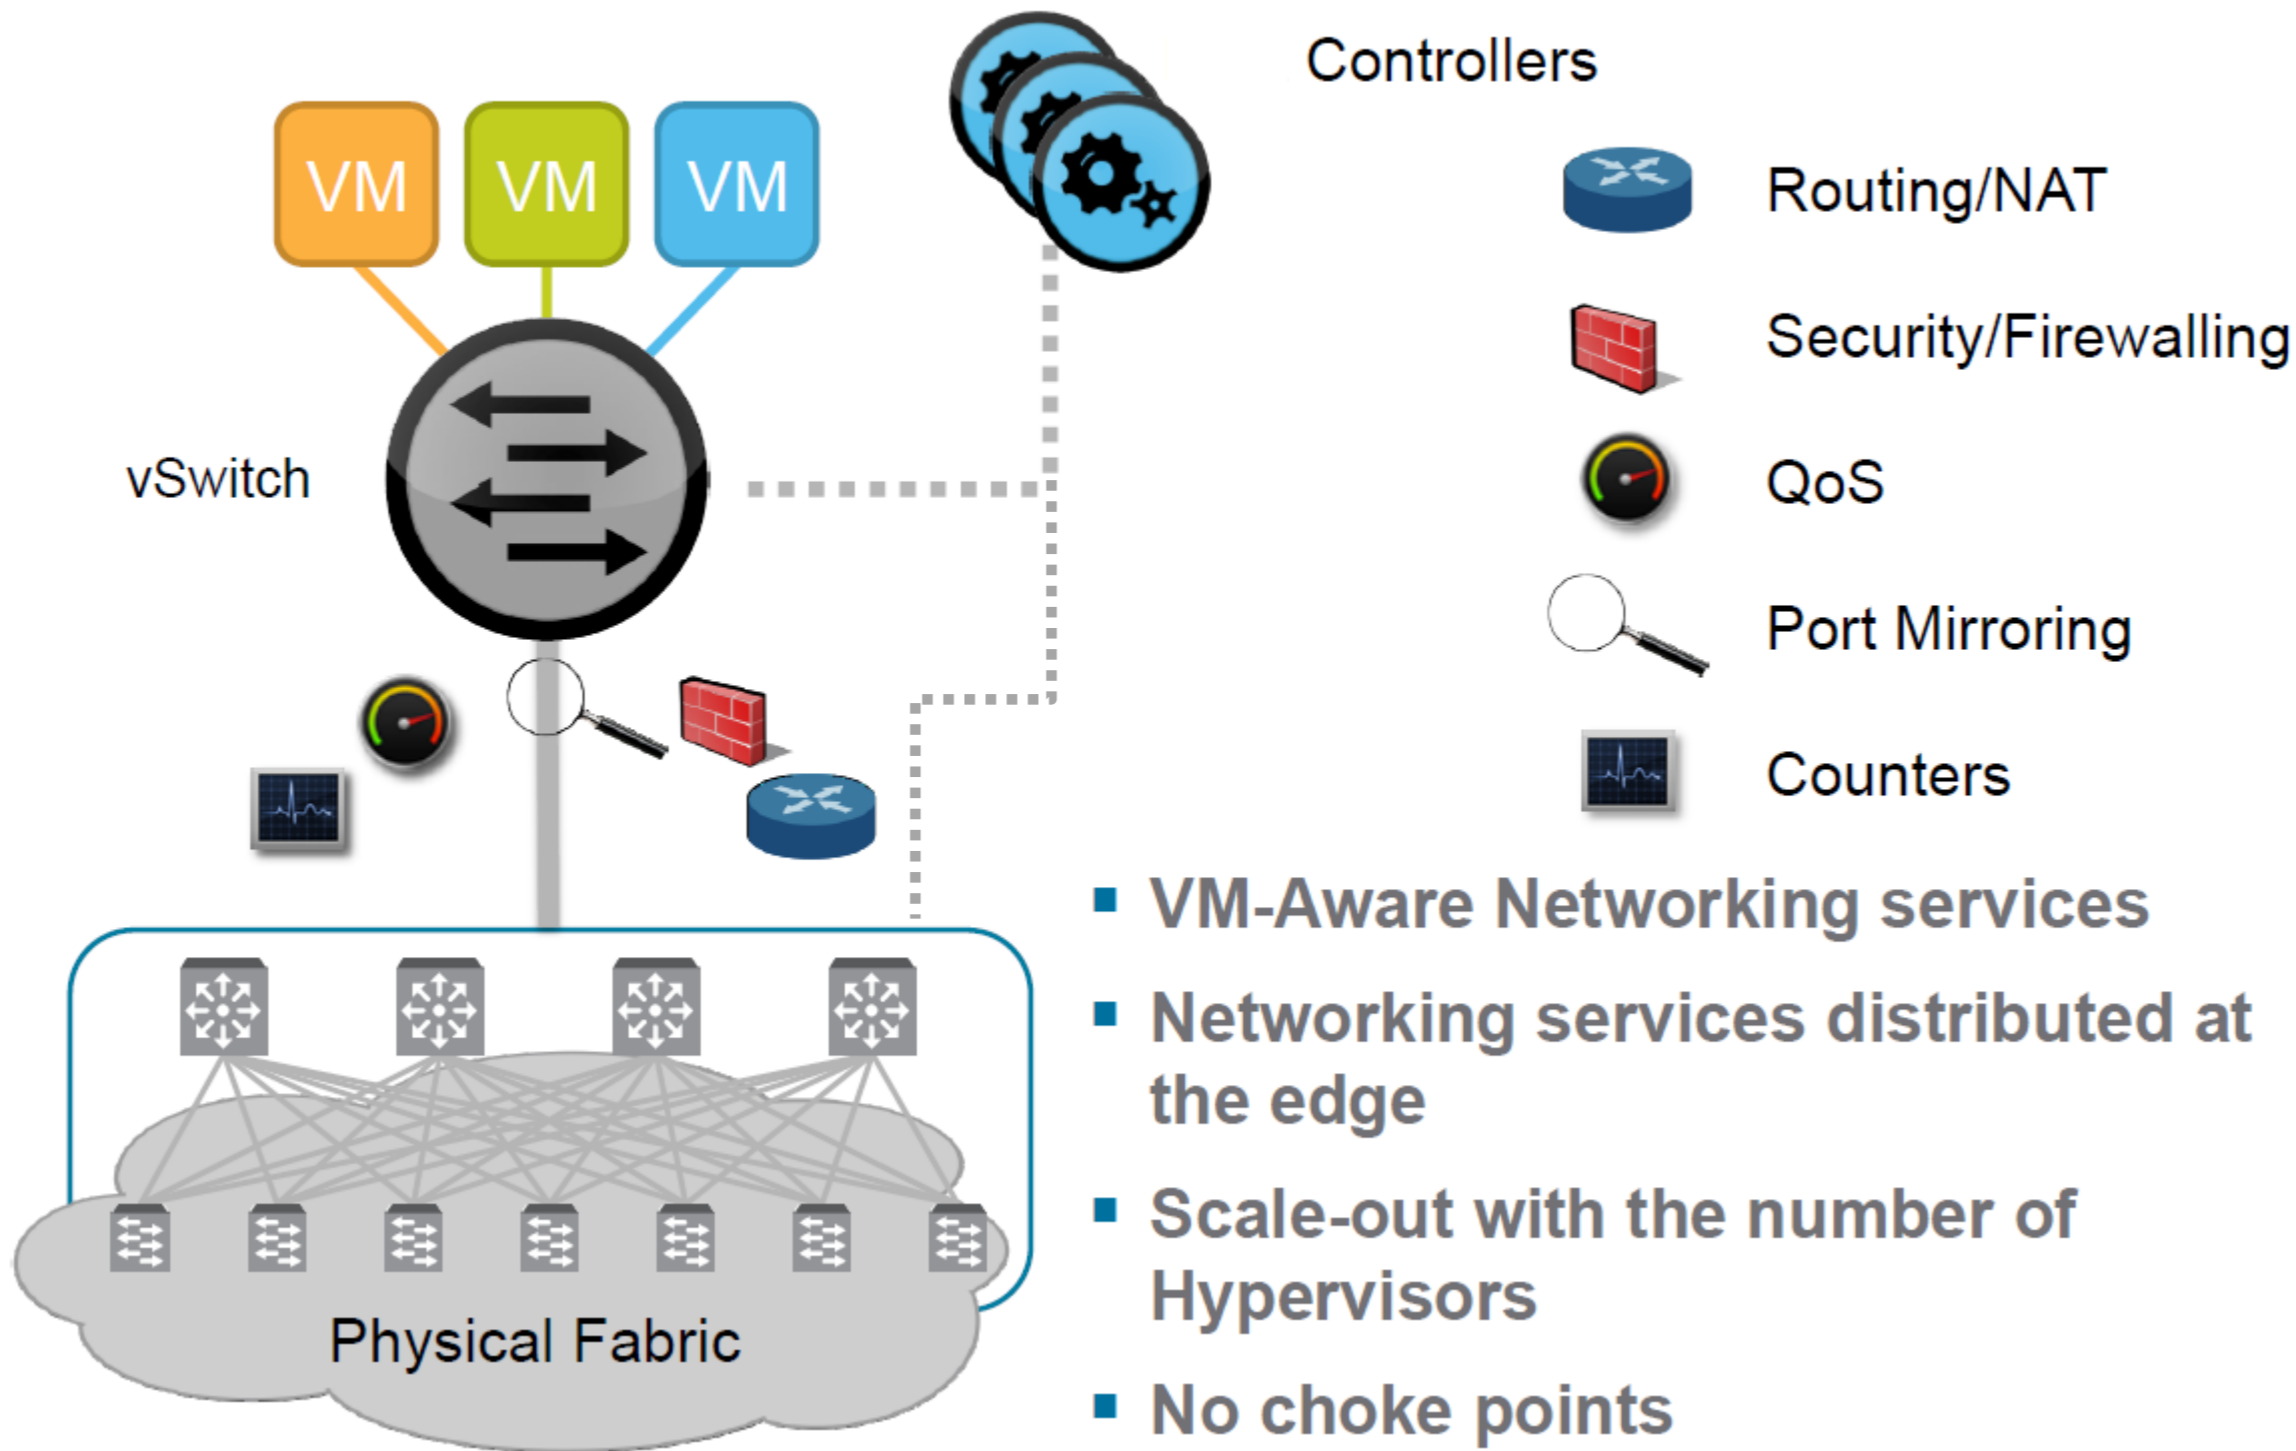 Controllers
VM VM VM
Routing/NAT
Security/Firewalling
vSwitch
QoS
Port Mirroring
Counters
VM-Aware Networking services
Networking services distributed at
the edge
Scale-out with the number of
Hypervisors
No choke points
Physical Fabric